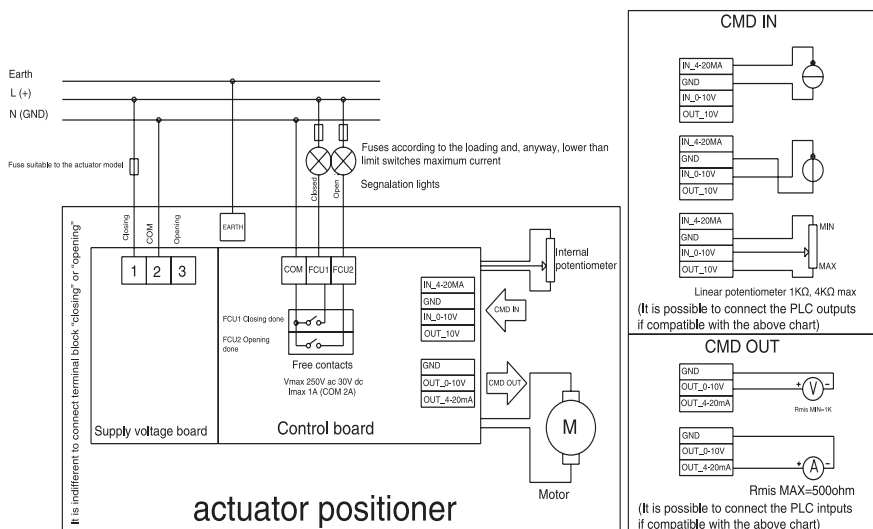 Earth
L (+)
N (GND)
Fuse suitable to the actuator model
Fuses according to the loading and, anyway, lower than
limit switches maximum current
Segnalation lights
Closed
Open
It is indifferent to connect terminal block "closing" or "opening"
Closing
COM
Opening
EARTH
1
2
3
COM
FCU1
FCU2
FCU1 Closing done
FCU2 Opening
done
Free contacts
Vmax 250V ac 30V dc
Imax 1A (COM 2A)
Supply voltage board
Control board
Internal
potentiometer
IN_4-20MA
GND
IN_0-10V
OUT_10V
CMD IN
GND
OUT_0-10V
OUT_4-20mA
CMD OUT
M
Motor
actuator positioner
CMD IN
IN_4-20MA
GND
IN_0-10V
OUT_10V
IN_4-20MA
GND
IN_0-10V
OUT_10V
IN_4-20MA
GND
IN_0-10V
OUT_10V
MIN
MAX
Linear potentiometer 1KΩ, 4KΩ max
(It is possible to connect the PLC outputs
if compatible with the above chart)
CMD OUT
GND
OUT_0-10V
OUT_4-20mA
+ V -
Rmis MIN=1K
GND
OUT_0-10V
OUT_4-20mA
+ A -
Rmis MAX=500ohm
(It is possible to connect the PLC intputs
if compatible with the above chart)